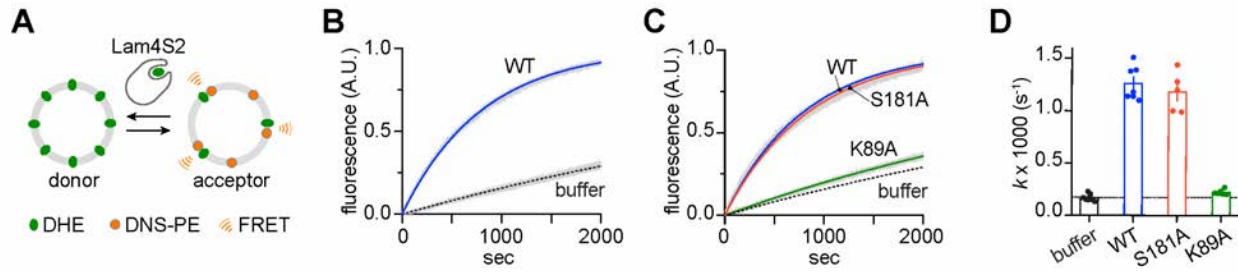 A
Lam4S2
donor
acceptor
DHE DNS-PE FRET
B
fluorescence (A.U.)
1.0
0.5
0.0
WT
buffer
0 1000 2000
sec
C
fluorescence (A.U.)
1.0
0.5
0.0
WT
S181A
K89A
buffer
0 1000 2000
sec
D
k x 1000 (s⁻¹)
1.5
1.0
0.5
0.0
buffer
WT
S181A
K89A